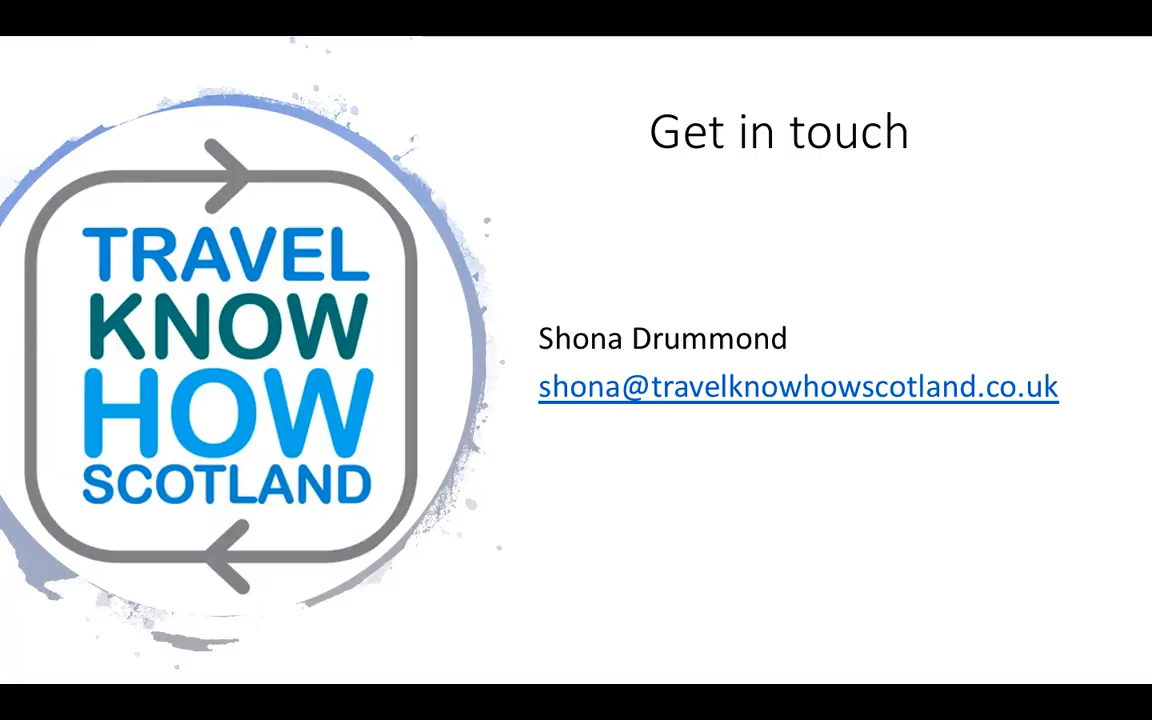 Get in touch
TRAVEL
KNOW
HOW
SCOTLAND
Shona Drummond
shona@travelknowhowscotland.co.uk